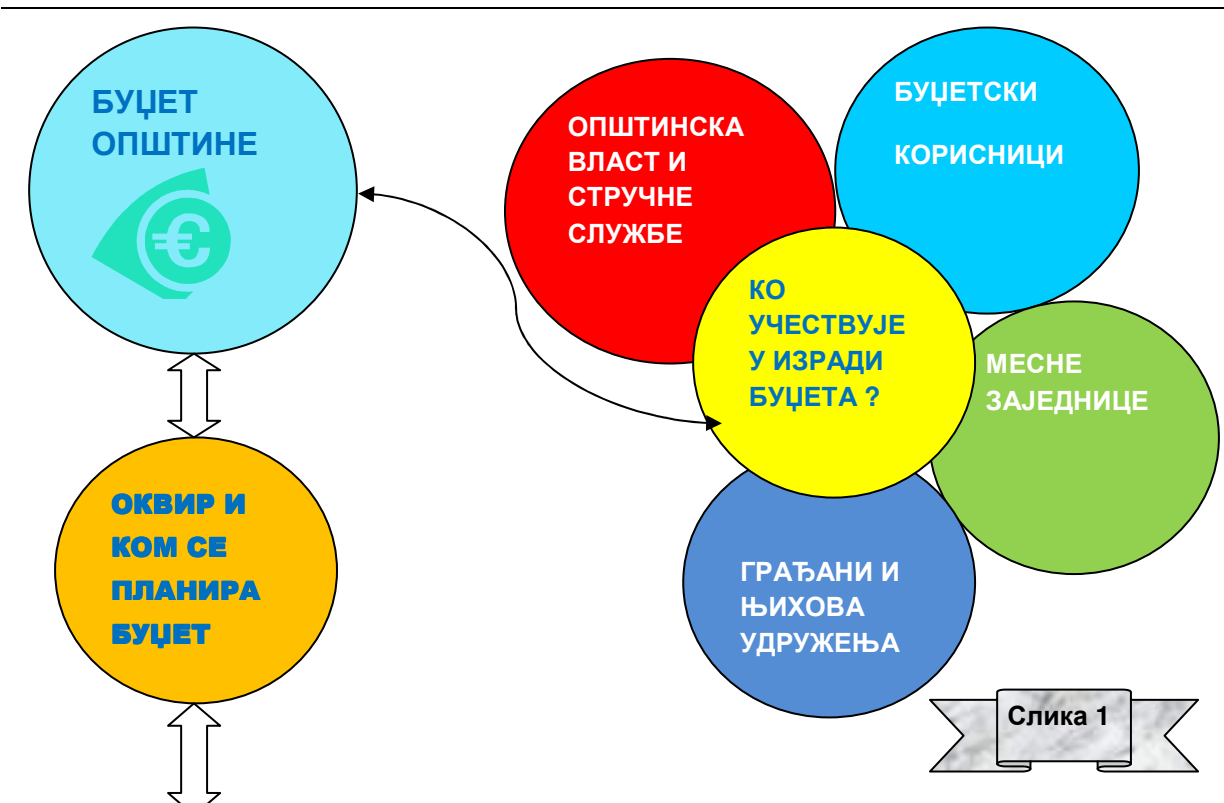 БУЏЕТ
ОПШТИНЕ
ОПШТИНСКА
ВЛАСТ И
СТРУЧНЕ
СЛУЖБЕ
БУЏЕТСКИ
КОРИСНИЦИ
КО
УЧЕСТВУЈЕ
У ИЗРАДИ
БУЏЕТА ?
МЕСНЕ
ЗАЈЕДНИЦЕ
ОКВИР И
КОМ СЕ
ПЛАНИРА
БУЏЕТ
ГРАЂАНИ И
ЊИХОВА
УДРУЖЕЊА
Слика 1